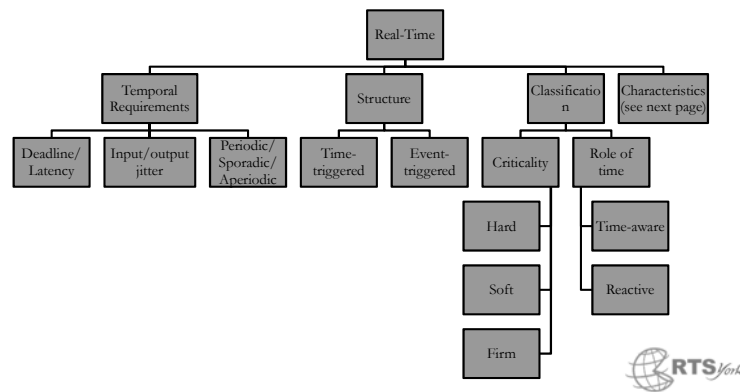 Real-Time
Temporal
Requirements
Structure
Classificatio
n
Characteristics
(see next page)
Deadline/
Latency
Input/output
jitter
Periodic/
Sporadic/
Aperiodic
Time-
triggered
Event-
triggered
Criticality
Role of
time
Hard
Time-aware
Soft
Reactive
Firm
RTS York